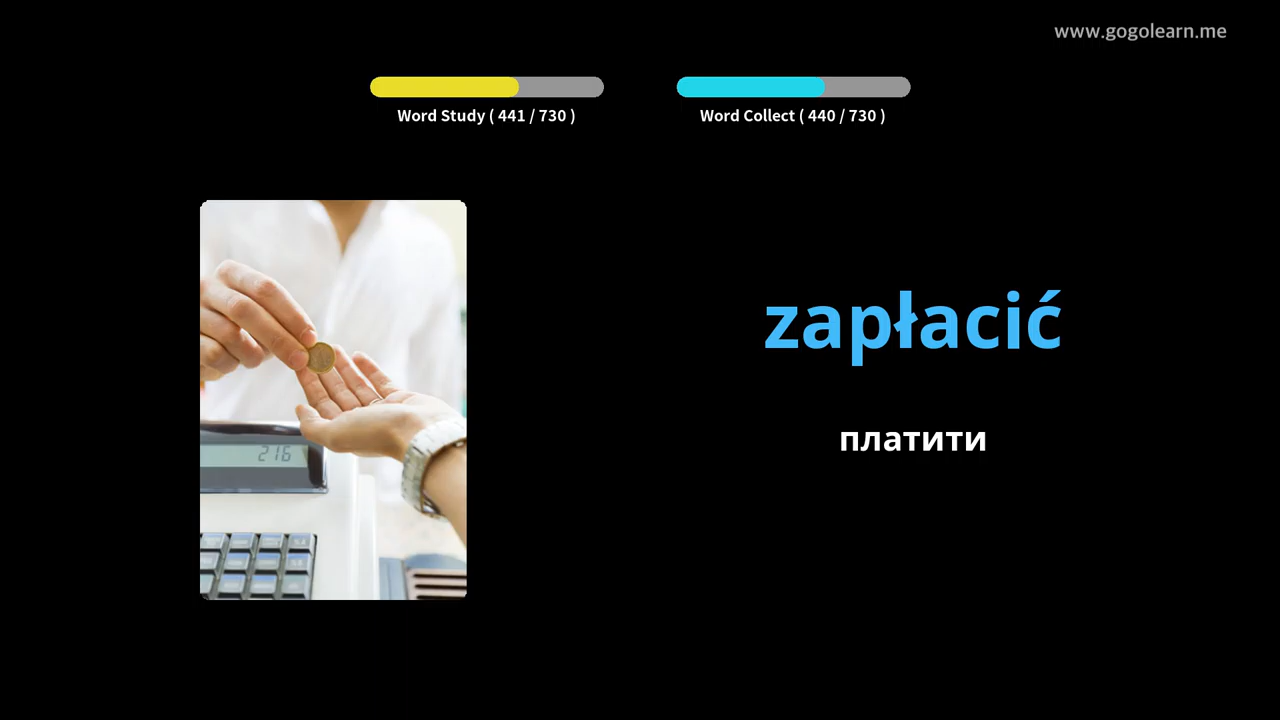 www.gogolearn.me
Word Study ( 441 / 730 )
Word Collect ( 440 / 730 )
zapłacić
платити
216